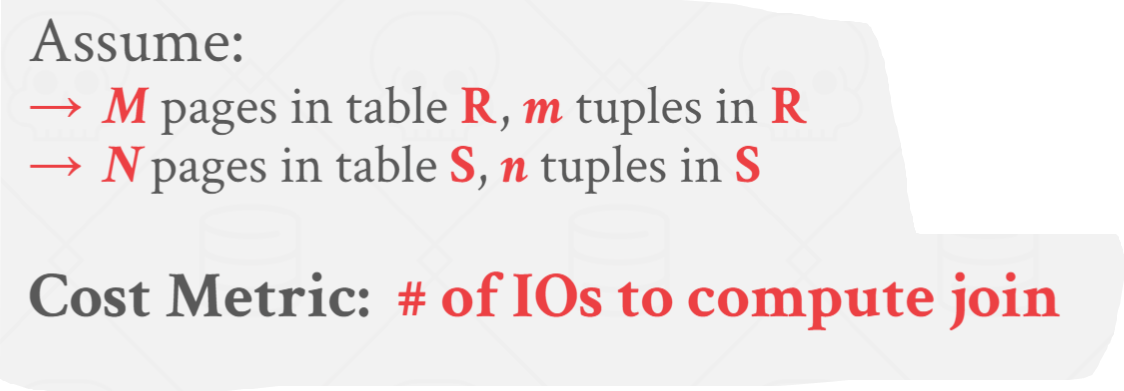 Assume:
→ M pages in table R, m tuples in R
→ N pages in table S, n tuples in S
Cost Metric: # of IOs to compute join